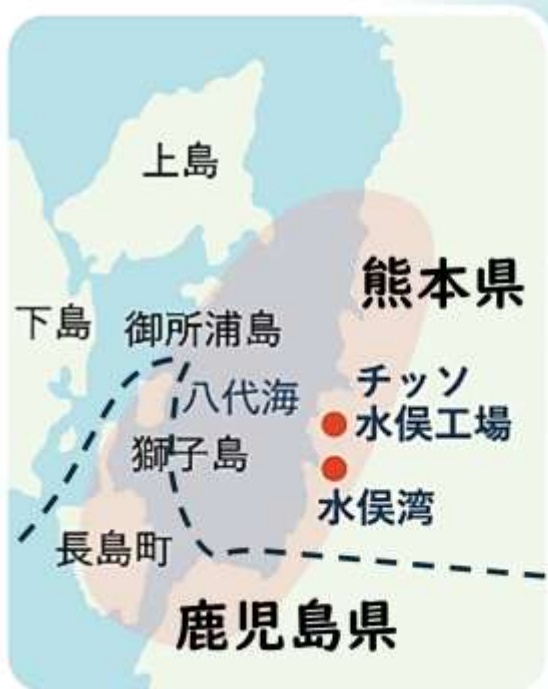 上島
熊本県
下島
御所浦島
八代海
チッソ
水俣工場
獅子島
水俣湾
長島町
鹿児島県